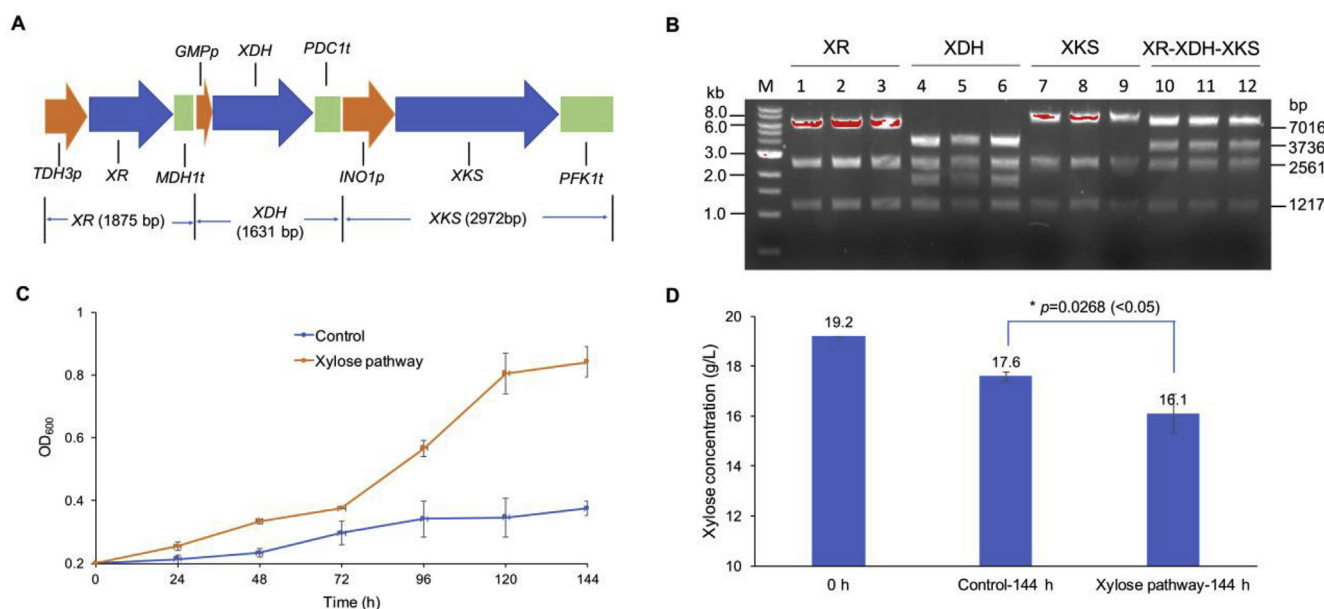 A
GMPp
XDH
PDC1t
TDH3p
XR
MDH1t
INO1p
XKS
PFK1t
XR (1875 bp)
XDH
(1631 bp)
XKS (2972bp)
B
XR
XDH
XKS
XR-XDH-XKS
M
1 2 3 4 5 6 7 8 9 10 11 12
kb
bp
8.0
6.0
3.0
2.0
1.0
7016
3736
2561
1217
C
1
0.8
0.6
0.4
0.2
OD600
Control
Xylose pathway
0 24 48 72 96 120 144
Time (h)
D
* p=0.0268 (<0.05)
20
18
16
14
12
10
Xylose concentration (g/L)
19.2
17.6
16.1
0 h
Control-144 h
Xylose pathway-144 h